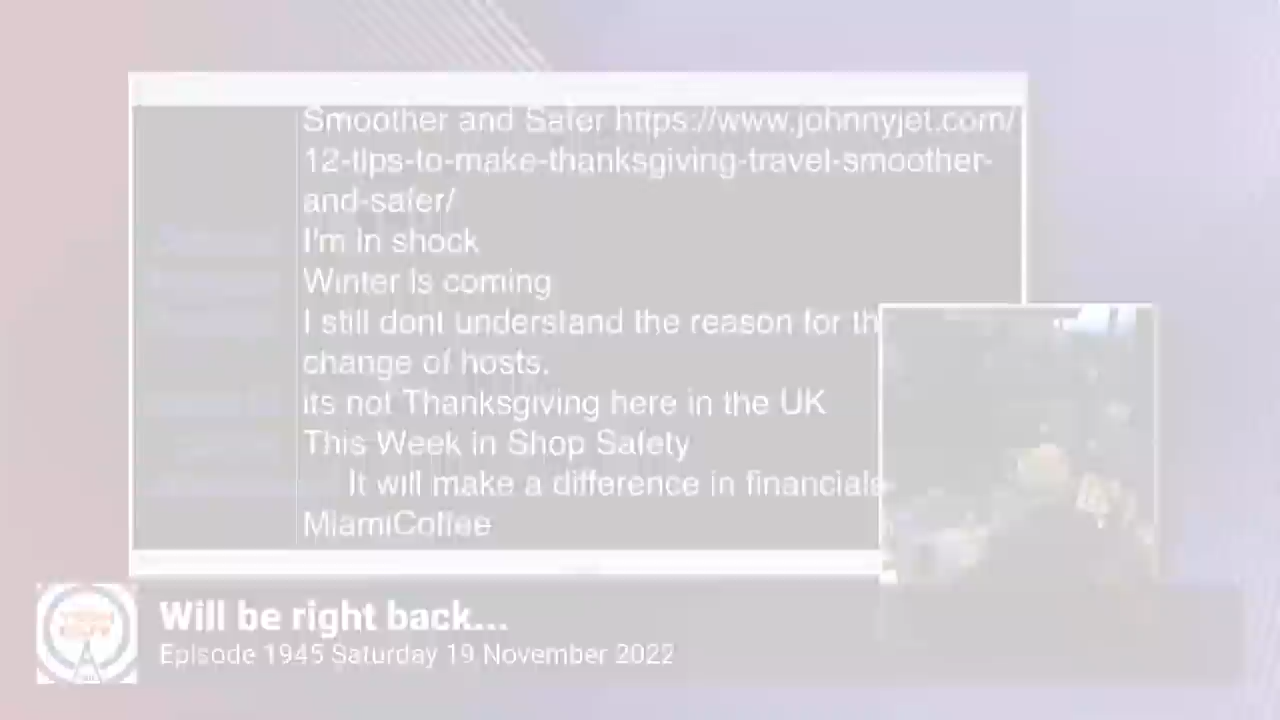 Smoother and Safer https://www.johnnyjet.com/
12-tips-to-make-thanksgiving-travel-smoother-
and-safer/
I'm in shock
Winter is coming
I still dont understand the reason for th
change of hosts.
its not Thanksgiving here in the UK
This Week in Shop Safety
It will make a difference in financials
MiamiCoffee
Will be right back...
Episode 1945 Saturday 19 November 2022